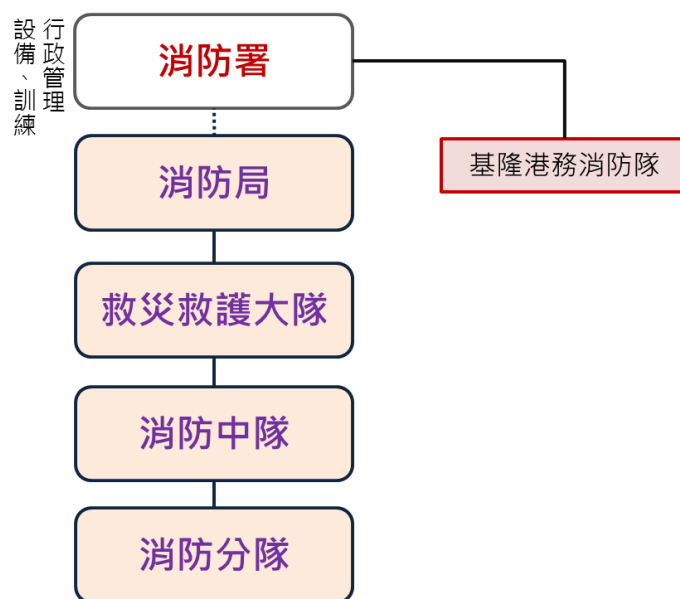 行政管理
設備、訓練
消防署
基隆港務消防隊
消防局
救災救護大隊
消防中隊
消防分隊